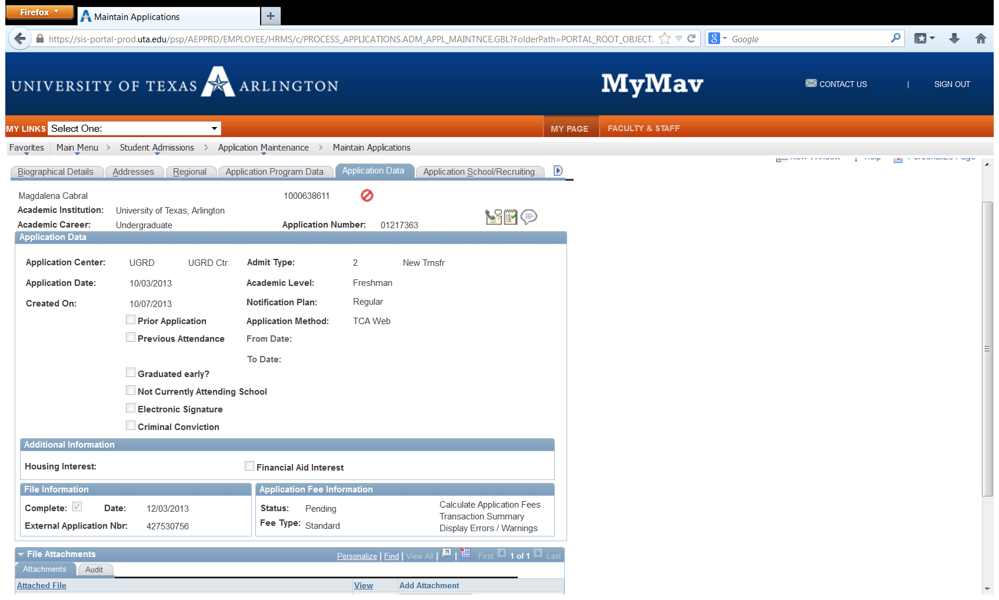 Firefox
Maintain Applications
https://sis-portal-prod.uta.edu/psp/AEPPRD/EMPLOYEE/HRMS/c/PROCESS_APPLICATIONS.ADM_APPL_MAINTNCE.GBL?FolderPath=PORTAL_ROOT_OBJECT.
Google
UNIVERSITY OF TEXAS ARLINGTON
MyMav
CONTACT US | SIGN OUT
MY LINKS Select One:
MY PAGE FACULTY & STAFF
Favorites Main Menu > Student Admissions > Application Maintenance > Maintain Applications
New Window Help Personalize Page
Biographical Details Addresses Regional Application Program Data Application Data Application School/Recruiting
Magdalena Cabral 1000638611
Academic Institution: University of Texas, Arlington
Academic Career: Undergraduate Application Number: 01217363
Application Data
Application Center: UGRD UGRD Ctr Admit Type: 2 New Trnsfr
Application Date: 10/03/2013 Academic Level: Freshman
Created On: 10/07/2013 Notification Plan: Regular
Prior Application Application Method: TCA Web
Previous Attendance From Date:
To Date:
Graduated early?
Not Currently Attending School
Electronic Signature
Criminal Conviction
Additional Information
Housing Interest: Financial Aid Interest
File Information Application Fee Information
Complete: Date: 12/03/2013 Status: Pending Calculate Application Fees
Transaction Summary
External Application Nbr: 427530756 Fee Type: Standard Display Errors / Warnings
File Attachments Personalize | Find | View All | | First 1 of 1 Last
Attachments Audit
Attached File View Add Attachment